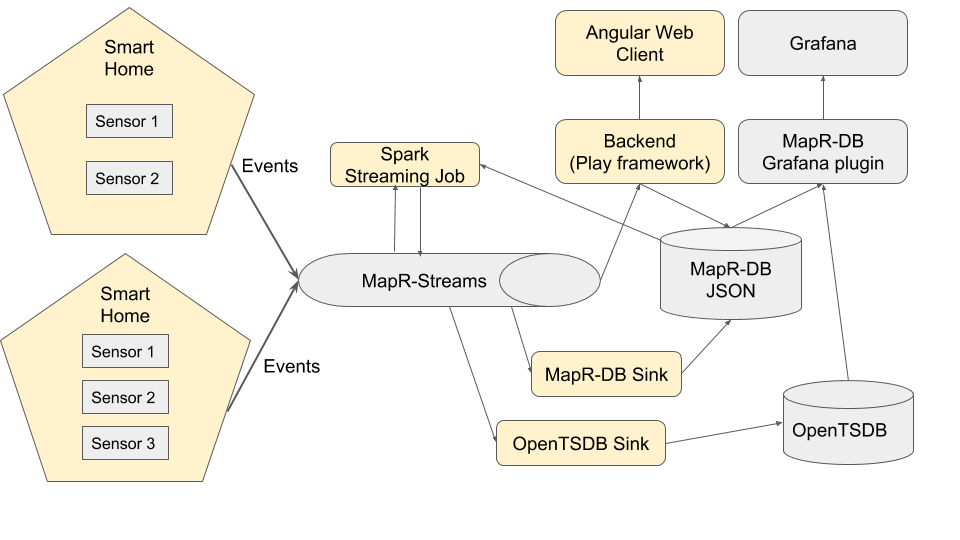 Smart
Home
Sensor 1
Sensor 2
Events
Smart
Home
Sensor 1
Sensor 2
Sensor 3
Events
Spark
Streaming Job
MapR-Streams
Angular Web
Client
Grafana
Backend
(Play framework)
MapR-DB
Grafana plugin
MapR-DB
JSON
MapR-DB Sink
OpenTSDB Sink
OpenTSDB